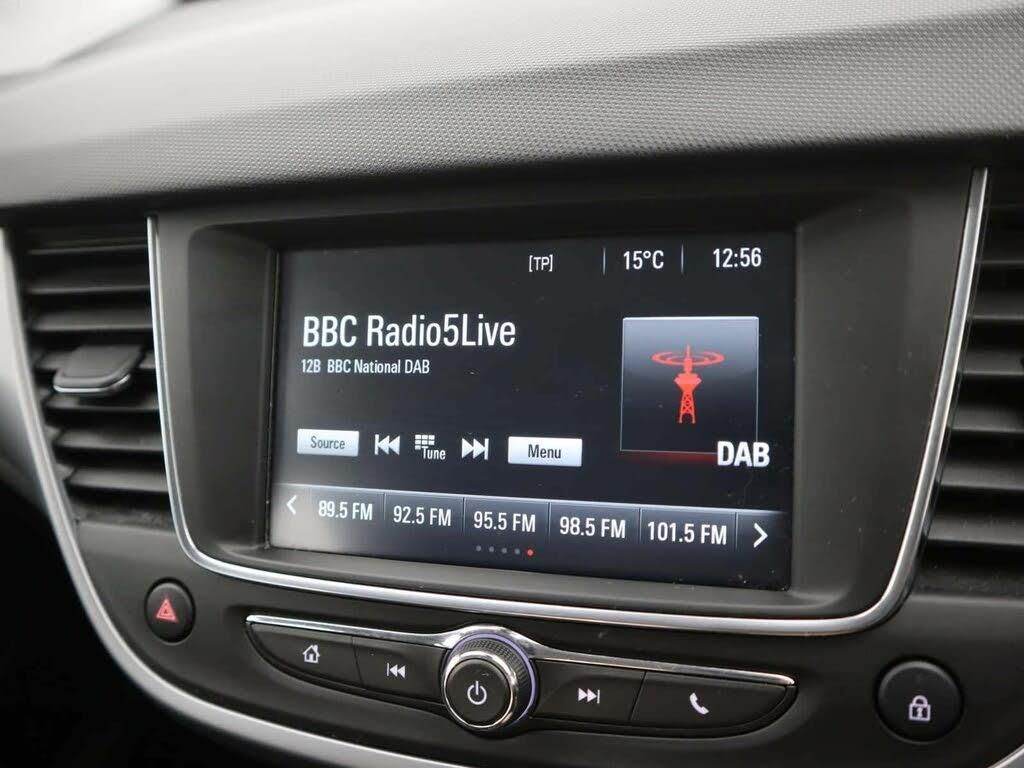 [TP] 15°C 12:56
BBC Radio5Live
12B BBC National DAB
DAB
Source Tune Menu
89.5 FM 92.5 FM 95.5 FM 98.5 FM 101.5 FM